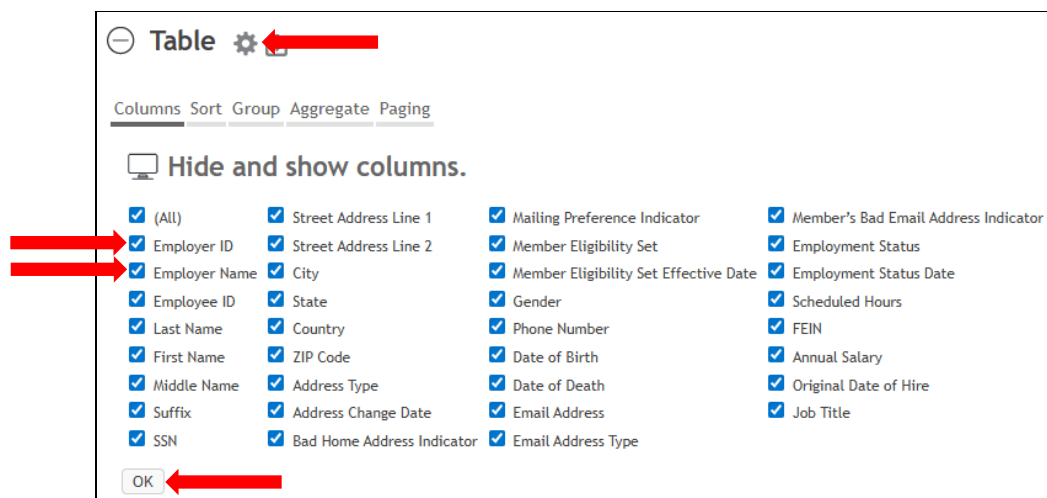 Table
Columns Sort Group Aggregate Paging
Hide and show columns.
(All) Street Address Line 1 Mailing Preference Indicator Member's Bad Email Address Indicator
Employer ID Street Address Line 2 Member Eligibility Set Employment Status
Employer Name City Member Eligibility Set Effective Date Employment Status Date
Employee ID State Gender Scheduled Hours
Last Name Country Phone Number FEIN
First Name ZIP Code Date of Birth Annual Salary
Middle Name Address Type Date of Death Original Date of Hire
Suffix Address Change Date Email Address Job Title
SSN Bad Home Address Indicator Email Address Type
OK